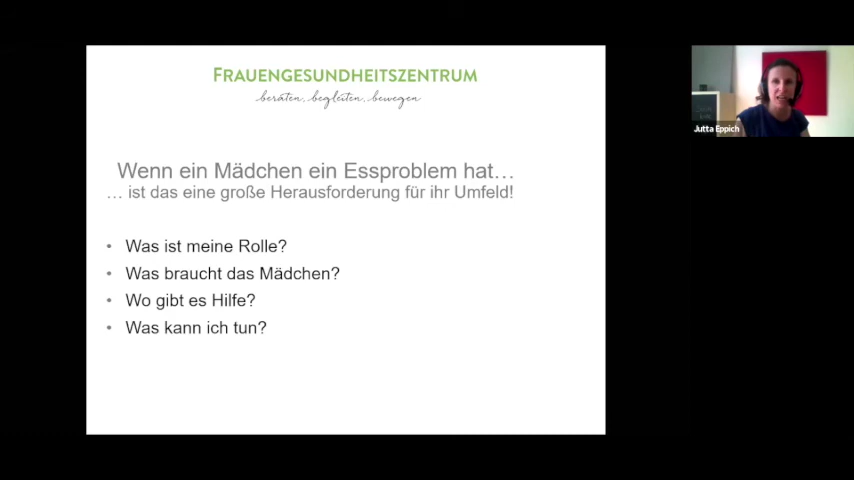 FRAUENGESUNDHEITSZENTRUM
beraten, begleiten, bewegen
Wenn ein Mädchen ein Essproblem hat…
… ist das eine große Herausforderung für ihr Umfeld!
• Was ist meine Rolle?
• Was braucht das Mädchen?
• Wo gibt es Hilfe?
• Was kann ich tun?
Jutta Eppich